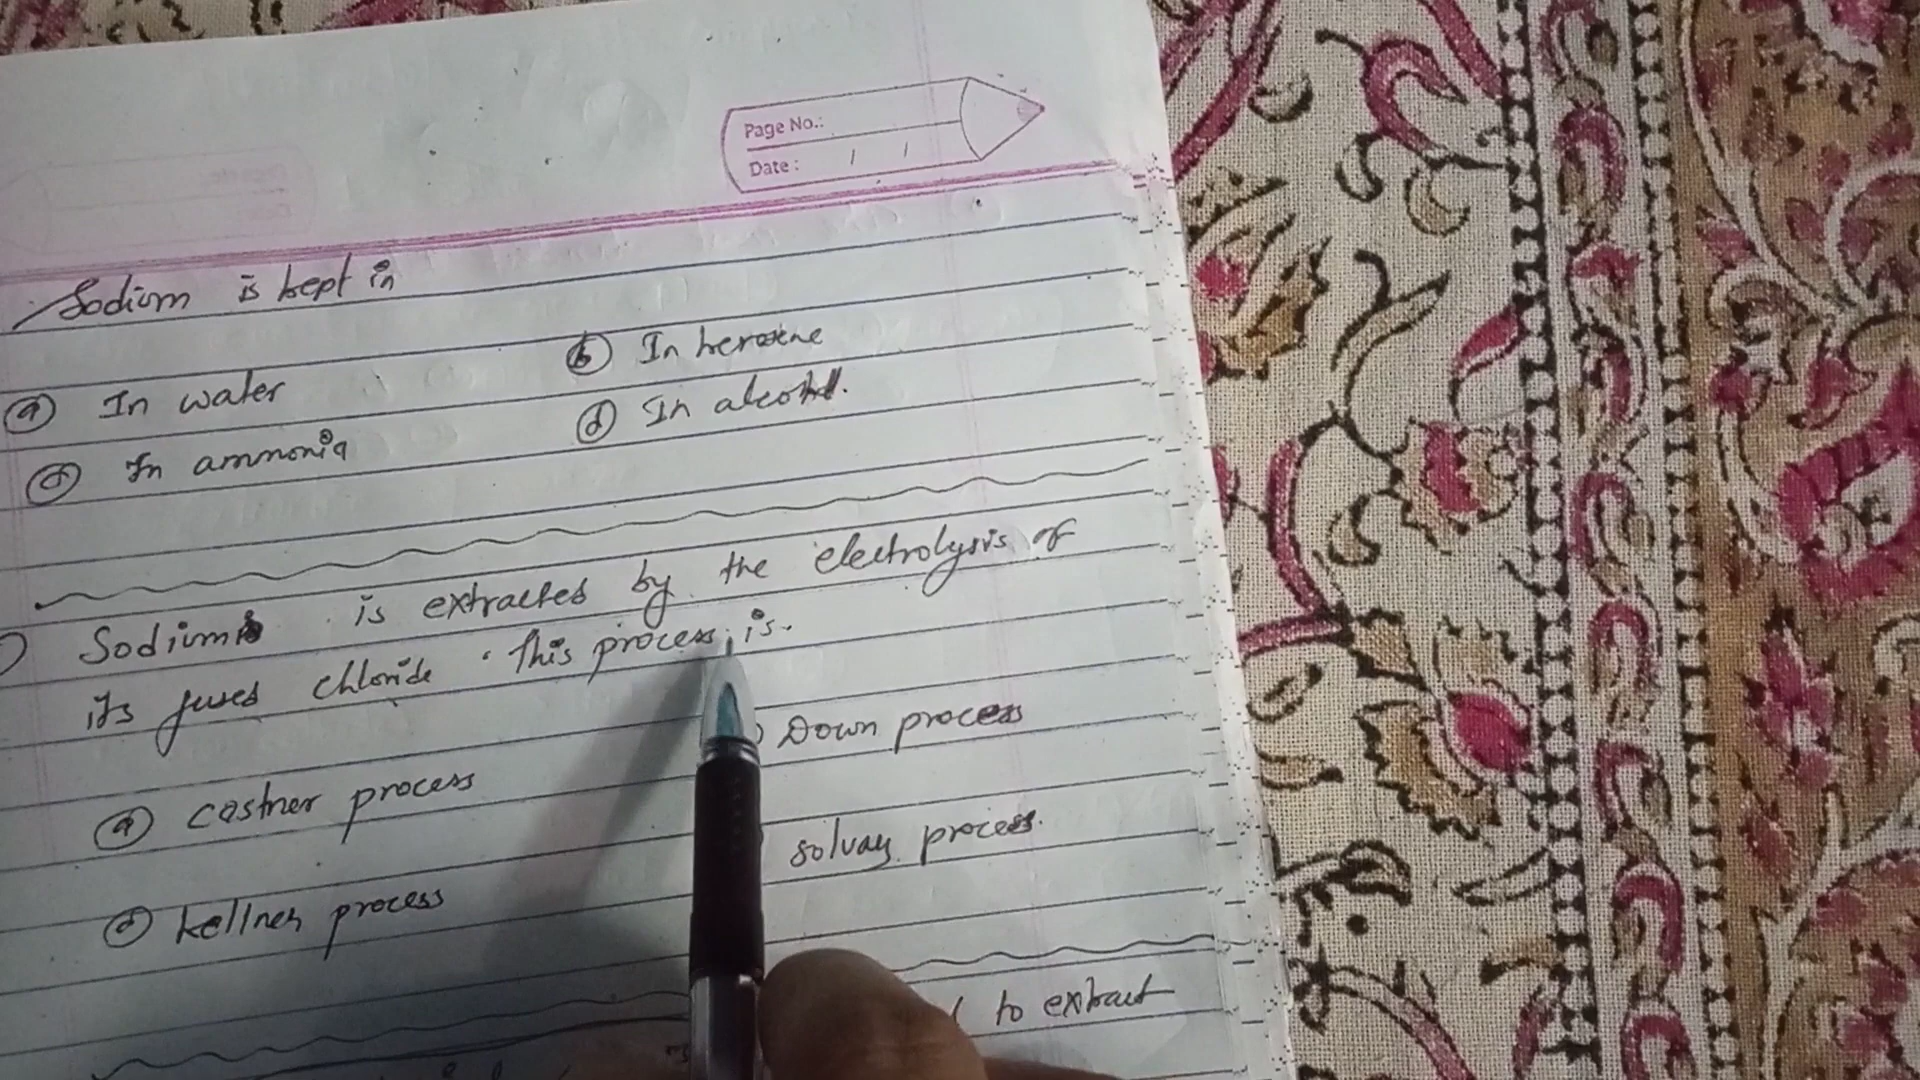 Page No.:
Date : / /
Sodium is kept in
(a) In water (b) In kerosene
(c) In ammonia (d) In alcohol.
Sodium is extracted by the electrolysis of
its fused chloride . This process is.
(a) castner process ) Down process
(c) kellner process solvay process.
to extract